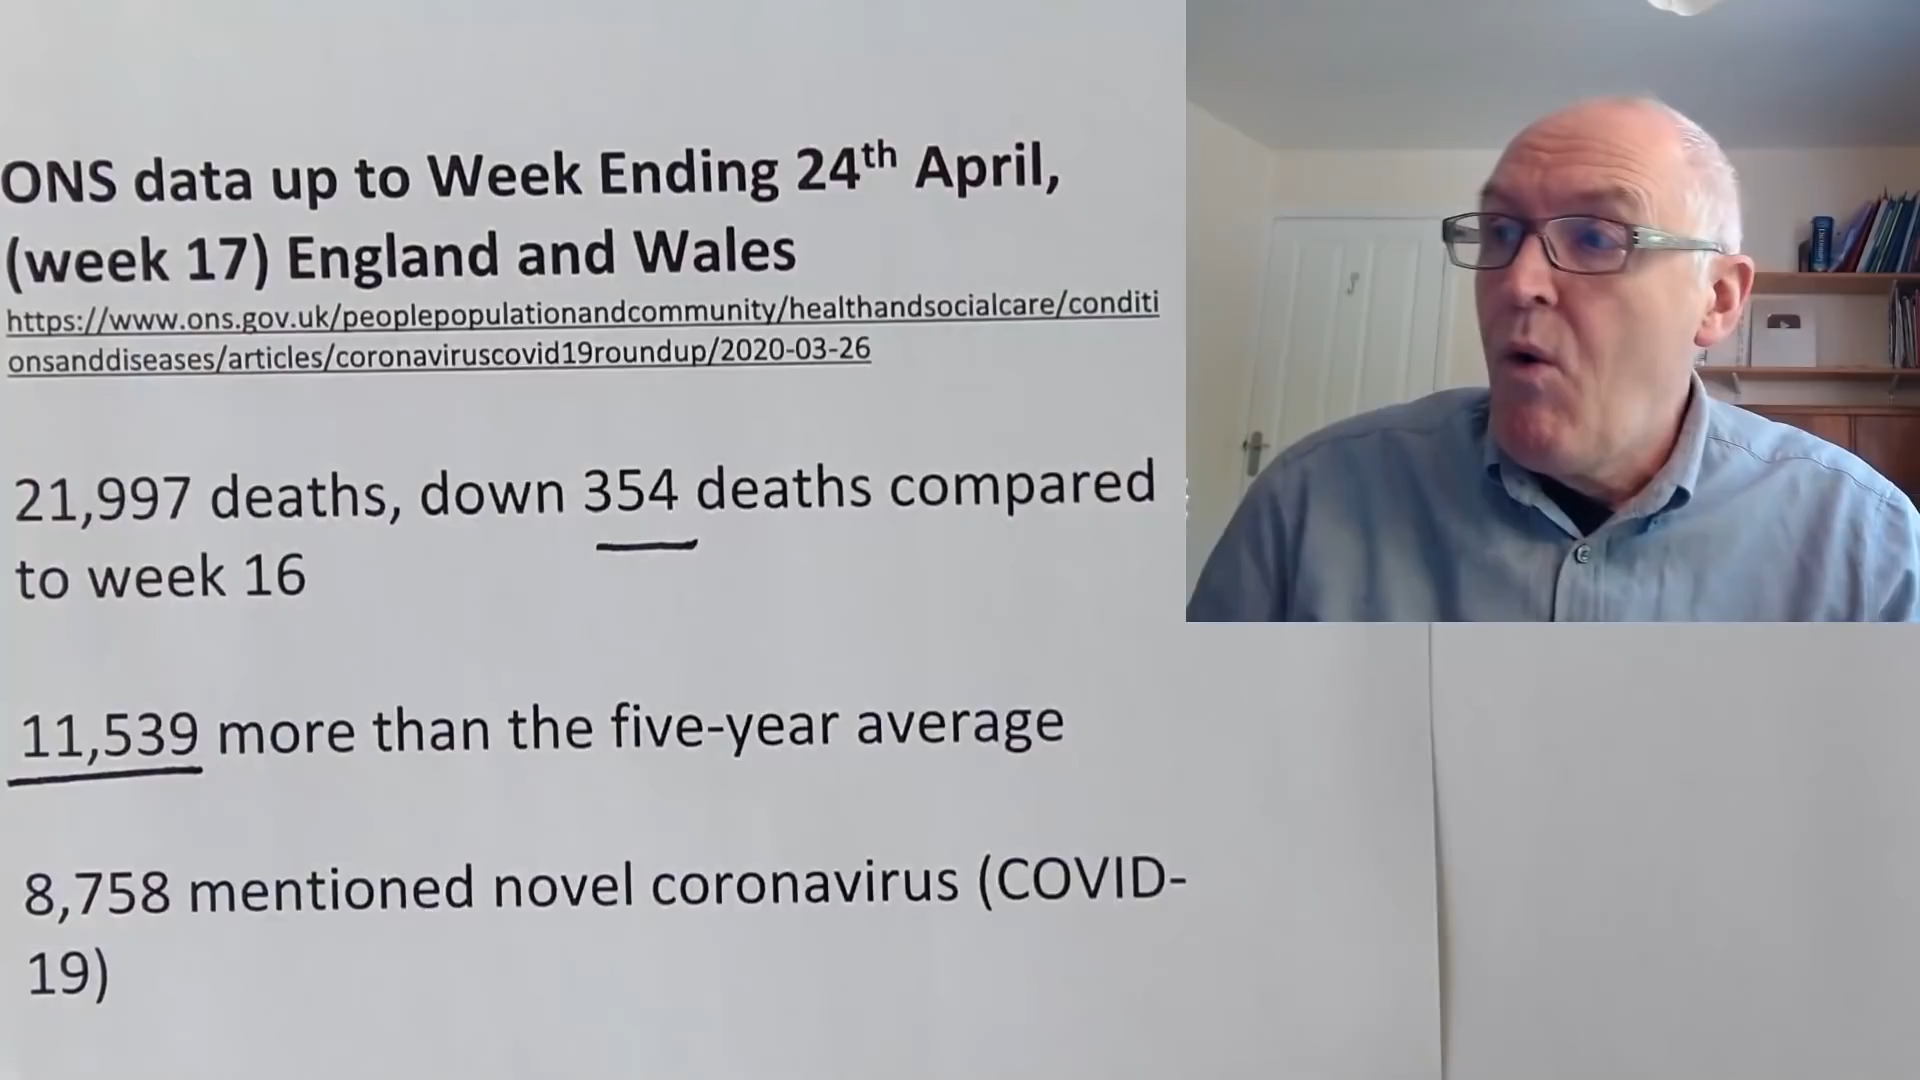 ONS data up to Week Ending 24th April,
(week 17) England and Wales
https://www.ons.gov.uk/peoplepopulationandcommunity/healthandsocialcare/conditi
onsanddiseases/articles/coronaviruscovid19roundup/2020-03-26
21,997 deaths, down 354 deaths compared
to week 16
11,539 more than the five-year average
8,758 mentioned novel coronavirus (COVID-
19)